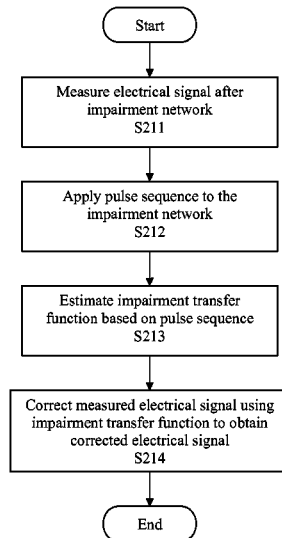 Start
Measure electrical signal after
impairment network
S211
Apply pulse sequence to the
impairment network
S212
Estimate impairment transfer
function based on pulse sequence
S213
Correct measured electrical signal using
impairment transfer function to obtain
corrected electrical signal
S214
End